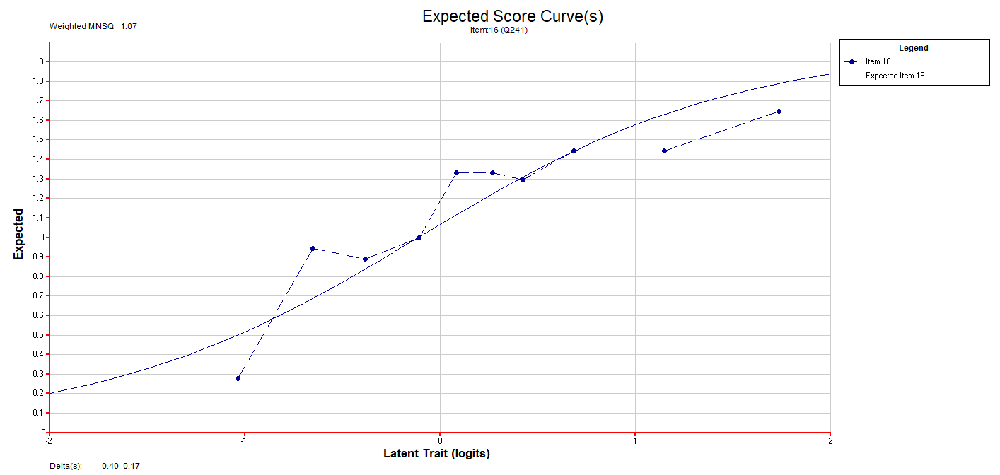 Expected Score Curve(s)
item:16 (Q241)
Weighted MNSQ 1.07
Legend
Item 16
Expected Item 16
1.9
1.8
1.7
1.6
1.5
1.4
1.3
1.2
1.1
1
0.9
0.8
0.7
0.6
0.5
0.4
0.3
0.2
0.1
0
Expected
-2
-1
0
1
2
Latent Trait (logits)
Delta(s): -0.40 0.17